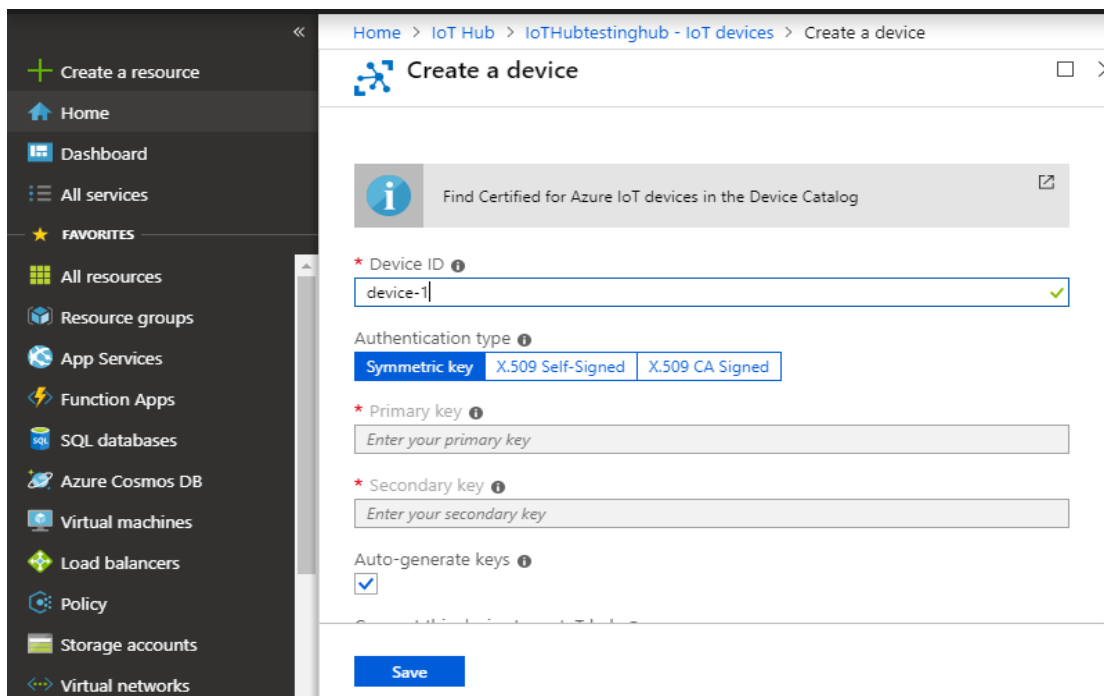 «
Create a resource
Home
Dashboard
All services
FAVORITES
All resources
Resource groups
App Services
Function Apps
SQL databases
Azure Cosmos DB
Virtual machines
Load balancers
Policy
Storage accounts
Virtual networks
Home > IoT Hub > IoTHubtestinghub - IoT devices > Create a device
Create a device
Find Certified for Azure IoT devices in the Device Catalog
* Device ID
device-1
Authentication type
Symmetric key X.509 Self-Signed X.509 CA Signed
* Primary key
Enter your primary key
* Secondary key
Enter your secondary key
Auto-generate keys
Save